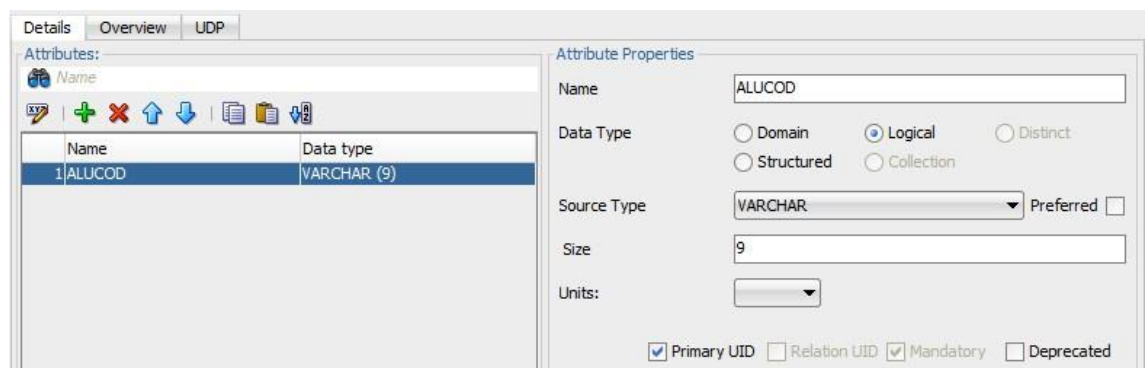 Details Overview UDP
Attributes:
Name
Name Data type
1 ALUCOD VARCHAR (9)
Attribute Properties
Name ALUCOD
Data Type Domain Logical Distinct
Structured Collection
Source Type VARCHAR Preferred
Size 9
Units:
Primary UID Relation UID Mandatory Deprecated